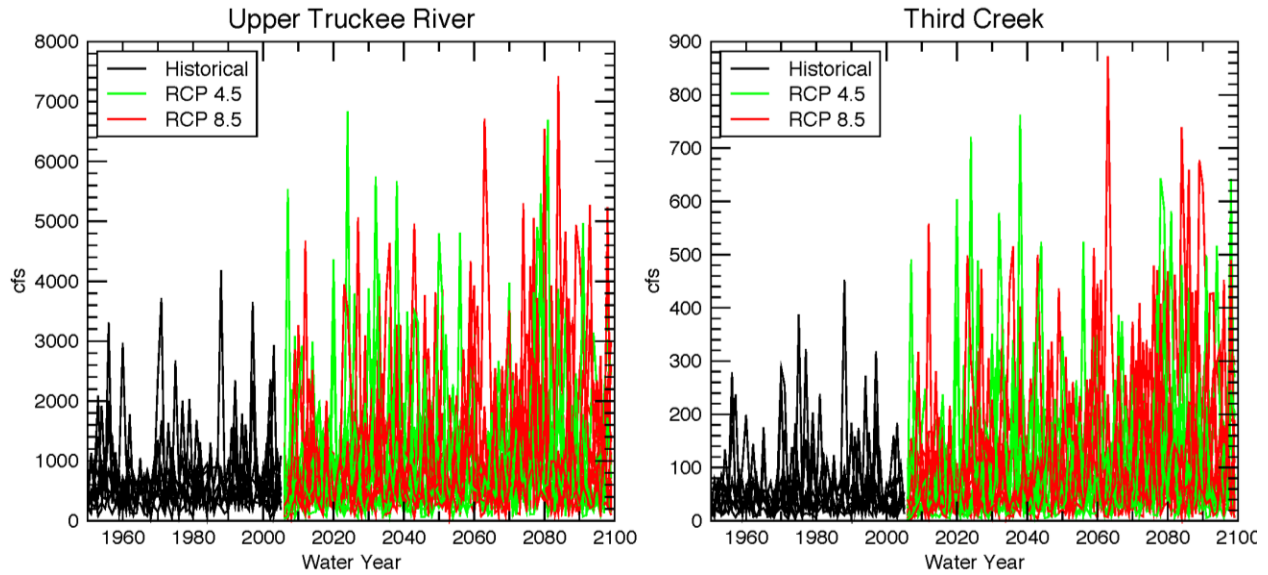 Upper Truckee River
8000
7000
6000
5000
4000
3000
2000
1000
0
cfs
Historical
RCP 4.5
RCP 8.5
1960
1980
2000
2020
2040
2060
2080
2100
Water Year
Third Creek
900
800
700
600
500
400
300
200
100
0
cfs
Historical
RCP 4.5
RCP 8.5
1960
1980
2000
2020
2040
2060
2080
2100
Water Year